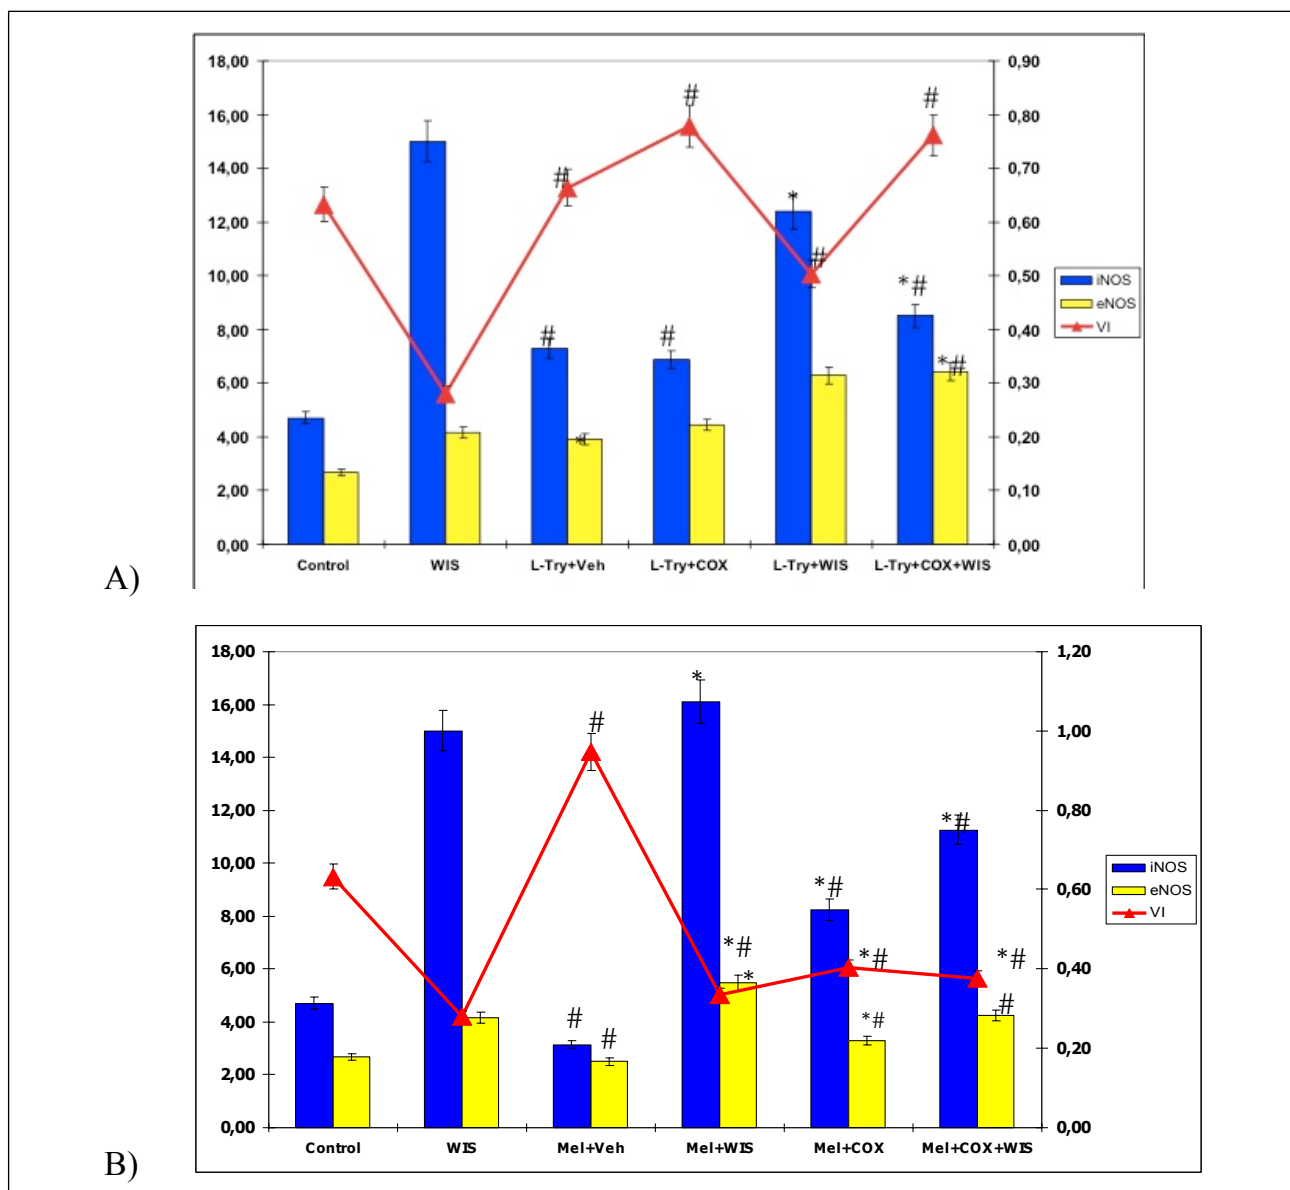 18,00 0,90
# #
16,00 0,80
14,00 # 0,70
*
12,00 0,60
#
10,00 0,50
*# iNOS
eNOS
VI
8,00 # # 0,40
*#
6,00 0,30
4,00 * 0,20
2,00 0,10
0,00 0,00
Control WIS L-Try+Veh L-Try+COX L-Try+WIS L-Try+COX+WIS
A)
18,00 1,20
*
16,00
# 1,00
14,00
12,00 0,80
*#
10,00
*# 0,60
iNOS
eNOS
VI
8,00
*# *# *#
6,00 * 0,40
#
4,00 # # *#
0,20
2,00
0,00 0,00
Control WIS Mel+Veh Mel+WIS Mel+COX Mel+COX+WIS
B)